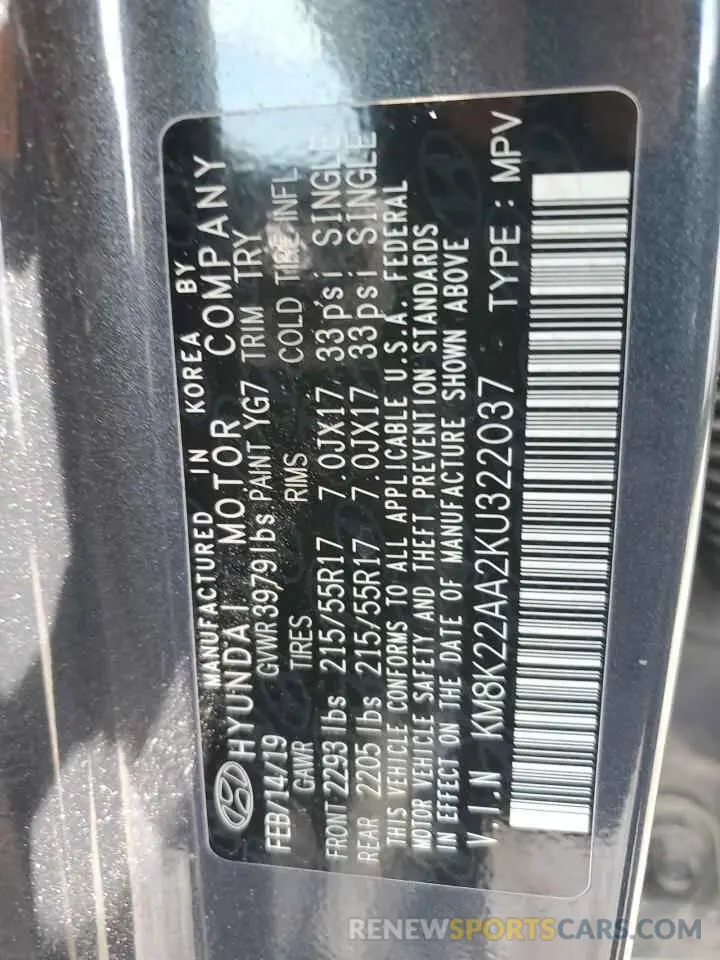 MANUFACTURED IN KOREA BY
HYUNDAI MOTOR COMPANY
FEB/14/19 GVWR 3979 lbs PAINT YG7 TRIM TRY
GAWR TIRES RIMS COLD TIRE INFL
FRONT 2293 lbs 215/55R17 7.0JX17 33psi SINGLE
REAR 2205 lbs 215/55R17 7.0JX17 33psi SINGLE
THIS VEHICLE CONFORMS TO ALL APPLICABLE U.S.A. FEDERAL
MOTOR VEHICLE SAFETY AND THEFT PREVENTION STANDARDS
IN EFFECT ON THE DATE OF MANUFACTURE SHOWN ABOVE
V.I.N KM8K22AA2KU322037 TYPE : MPV
RENEWSPORTSCARS.COM